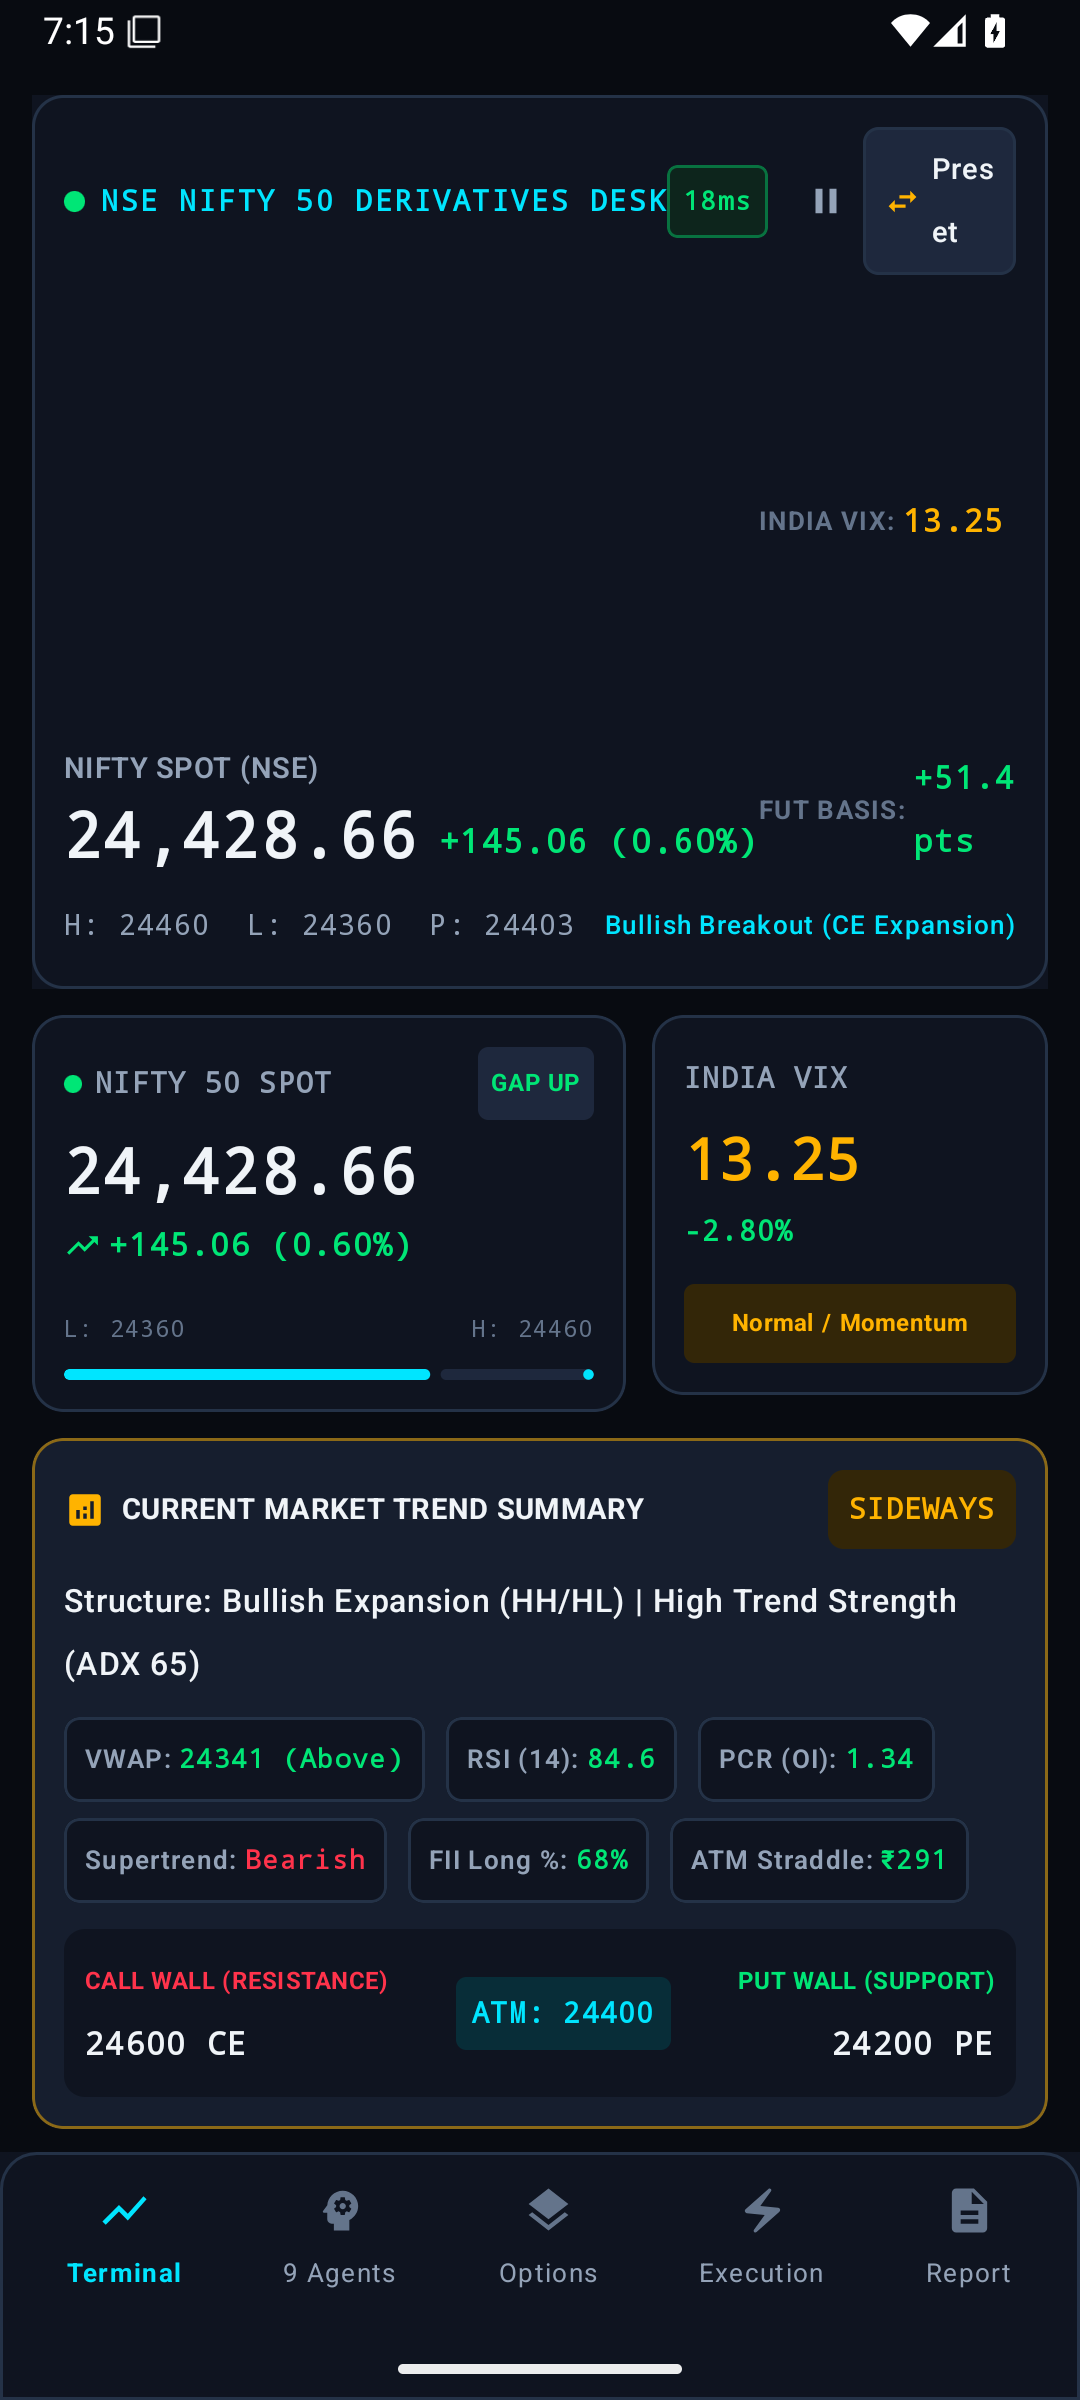 7:15
NSE NIFTY 50 DERIVATIVES DESK
18ms
Pres
et
INDIA VIX: 13.25
NIFTY SPOT (NSE)
24,428.66 +145.06 (0.60%)
FUT BASIS: +51.4
pts
H: 24460 L: 24360 P: 24403 Bullish Breakout (CE Expansion)
NIFTY 50 SPOT
GAP UP
24,428.66
+145.06 (0.60%)
L: 24360 H: 24460
INDIA VIX
13.25
-2.80%
Normal / Momentum
CURRENT MARKET TREND SUMMARY
SIDEWAYS
Structure: Bullish Expansion (HH/HL) | High Trend Strength
(ADX 65)
VWAP: 24341 (Above) RSI (14): 84.6 PCR (OI): 1.34
Supertrend: Bearish FII Long %: 68% ATM Straddle: ₹291
CALL WALL (RESISTANCE)
24600 CE
ATM: 24400
PUT WALL (SUPPORT)
24200 PE
Terminal 9 Agents Options Execution Report